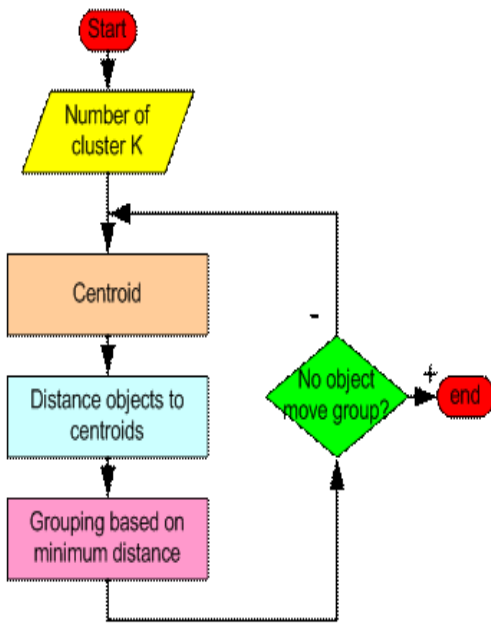 Start
Number of
cluster K
Centroid
Distance objects to
centroids
Grouping based on
minimum distance
-
No object
move group?
+
end